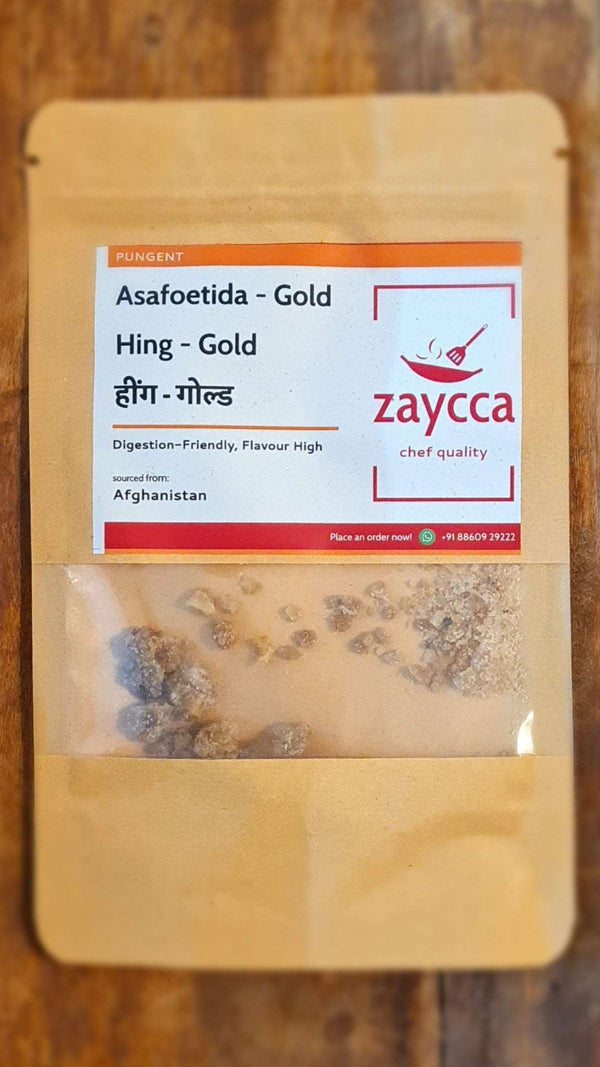 PUNGENT
Asafoetida - Gold
Hing - Gold
हींग - गोल्ड
Digestion-Friendly, Flavour High
sourced from:
Afghanistan
zaycca
chef quality
Place an order now! +91 88609 29222